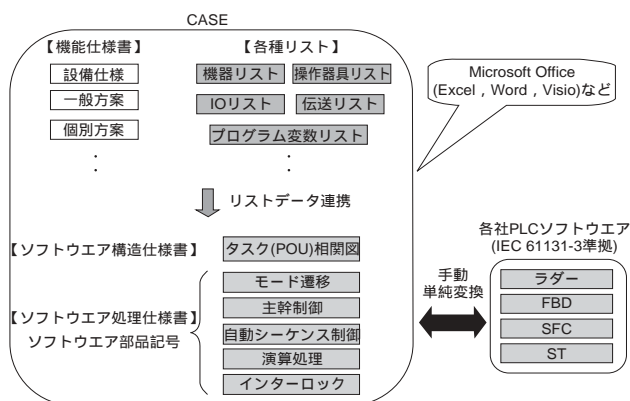 CASE
【機能仕様書】
設備仕様
一般方案
個別方案
・
・
【各種リスト】
機器リスト 操作器具リスト
IOリスト 伝送リスト
プログラム変数リスト
・
・
Microsoft Office
(Excel，Word，Visio)など
リストデータ連携
【ソフトウエア構造仕様書】
タスク(POU)相関図
【ソフトウエア処理仕様書】
ソフトウエア部品記号
モード遷移
主幹制御
自動シーケンス制御
演算処理
インターロック
手動
単純変換
各社PLCソフトウエア
(IEC 61131-3準拠)
ラダー
FBD
SFC
ST